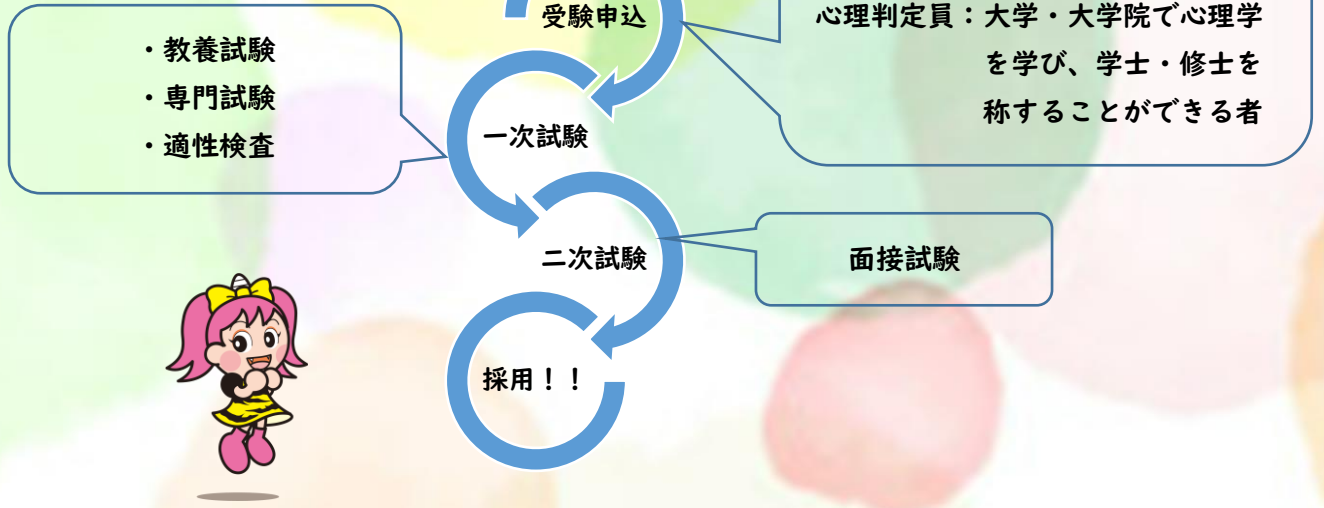 受験申込
心理判定員：大学・大学院で心理学
を学び、学士・修士を
称することができる者
・教養試験
・専門試験
・適性検査
一次試験
二次試験
面接試験
採用！！